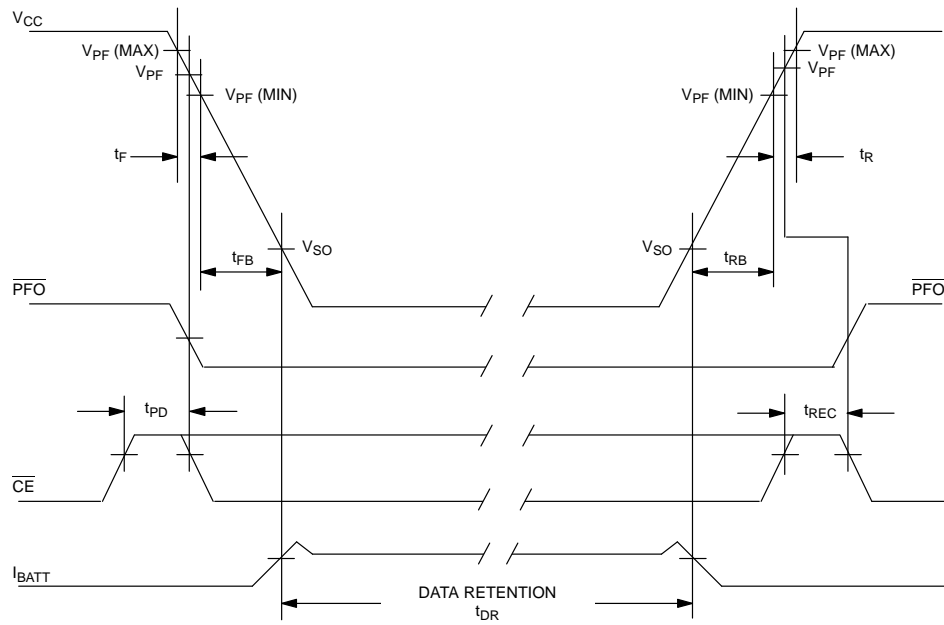 VCC
VPF (MAX)
VPF (MAX)
VPF
VPF
VPF (MIN)
VPF (MIN)
tF
tR
VSO
VSO
tFB
tRB
PFO
PFO
tPD
tREC
CE
IBATT
DATA RETENTION
tDR